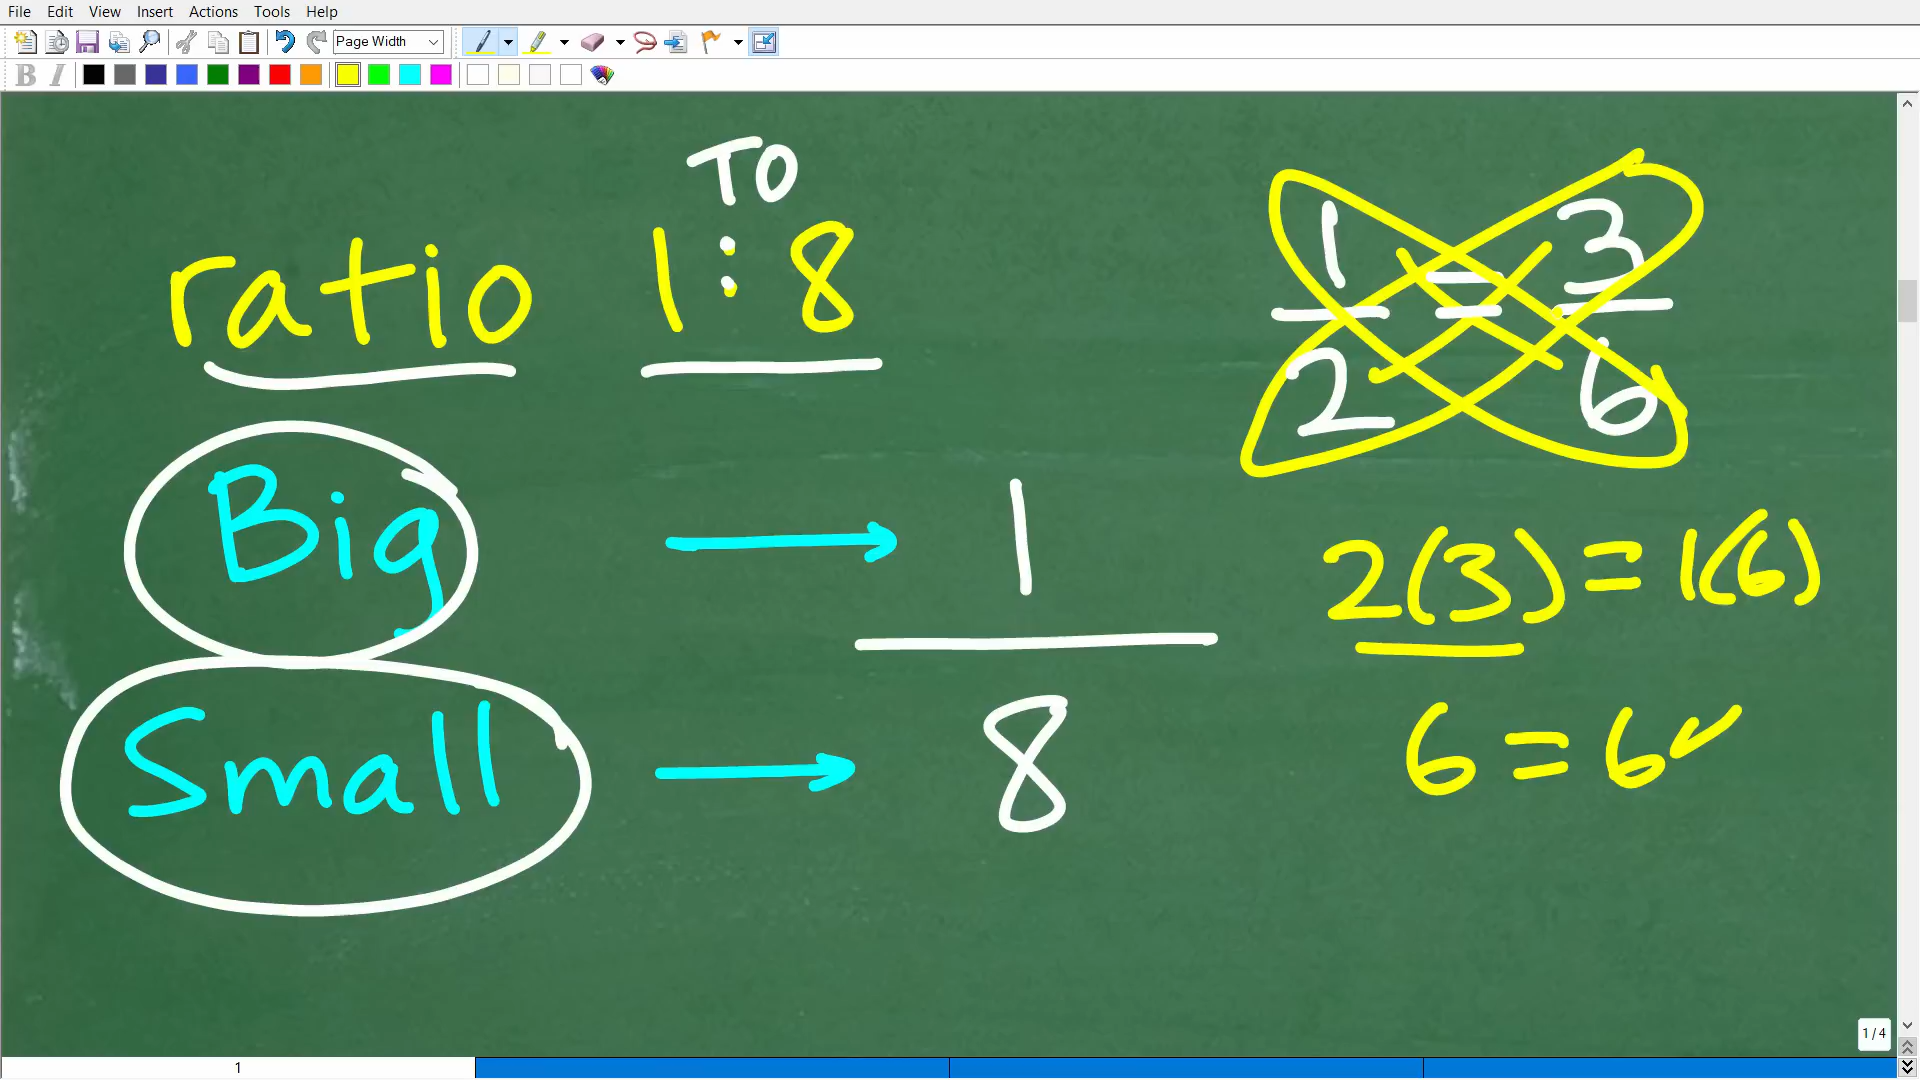 File Edit View Insert Actions Tools Help
Page Width
B I
TO
ratio 1 : 8
Big → 1
Small → 8
1/2 = 3/6
2(3) = 1(6)
6 = 6 ✓
1/4
1